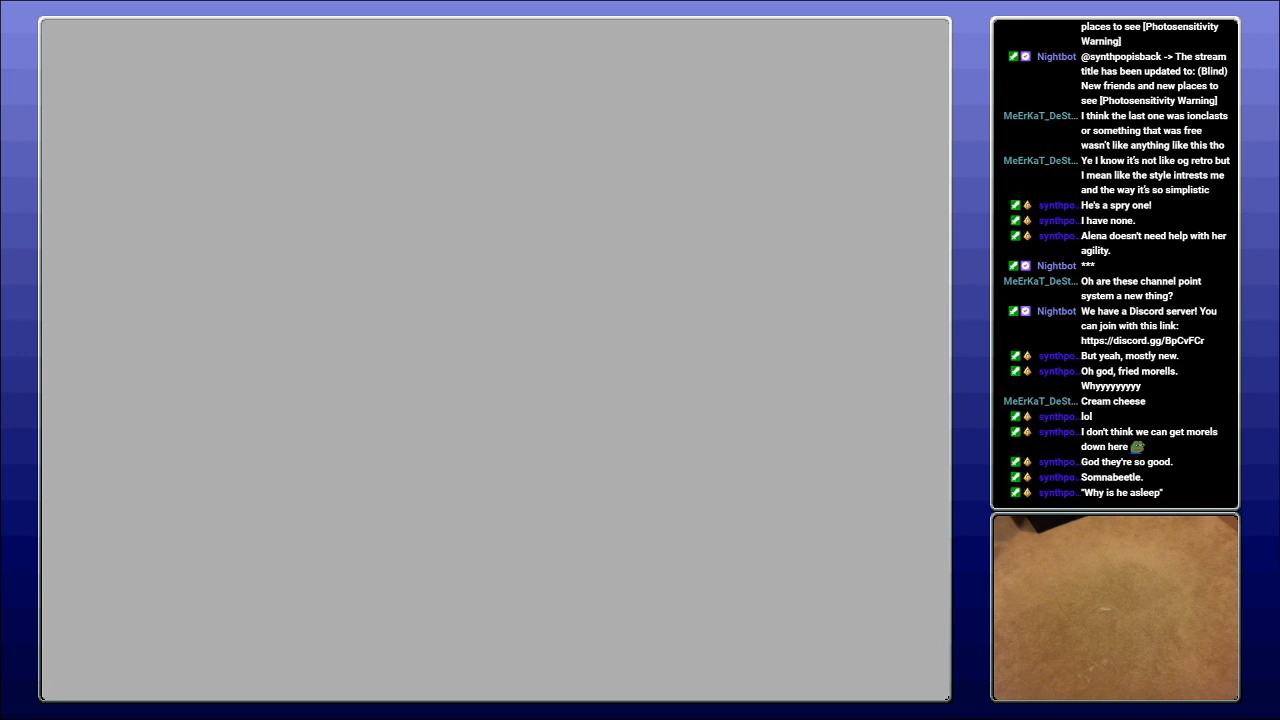 places to see [Photosensitivity
Warning]
Nightbot @synthpopisback -> The stream
title has been updated to: (Blind)
New friends and new places to
see [Photosensitivity Warning]
MeErKaT_DeSt... I think the last one was ionclasts
or something that was free
wasn't like anything like this tho
MeErKaT_DeSt... Ye I know it's not like og retro but
I mean like the style intrests me
and the way it's so simplistic
synthpo... He's a spry one!
synthpo... I have none.
synthpo... Alena doesn't need help with her
agility.
Nightbot ***
MeErKaT_DeSt... Oh are these channel point
system a new thing?
Nightbot We have a Discord server! You
can join with this link:
https://discord.gg/BpCvFCr
synthpo... But yeah, mostly new.
synthpo... Oh god, fried morells.
Whyyyyyyyyy
MeErKaT_DeSt... Cream cheese
synthpo... lol
synthpo... I don't think we can get morels
down here
synthpo... God they're so good.
synthpo... Somnabeetle.
synthpo... "Why is he asleep"